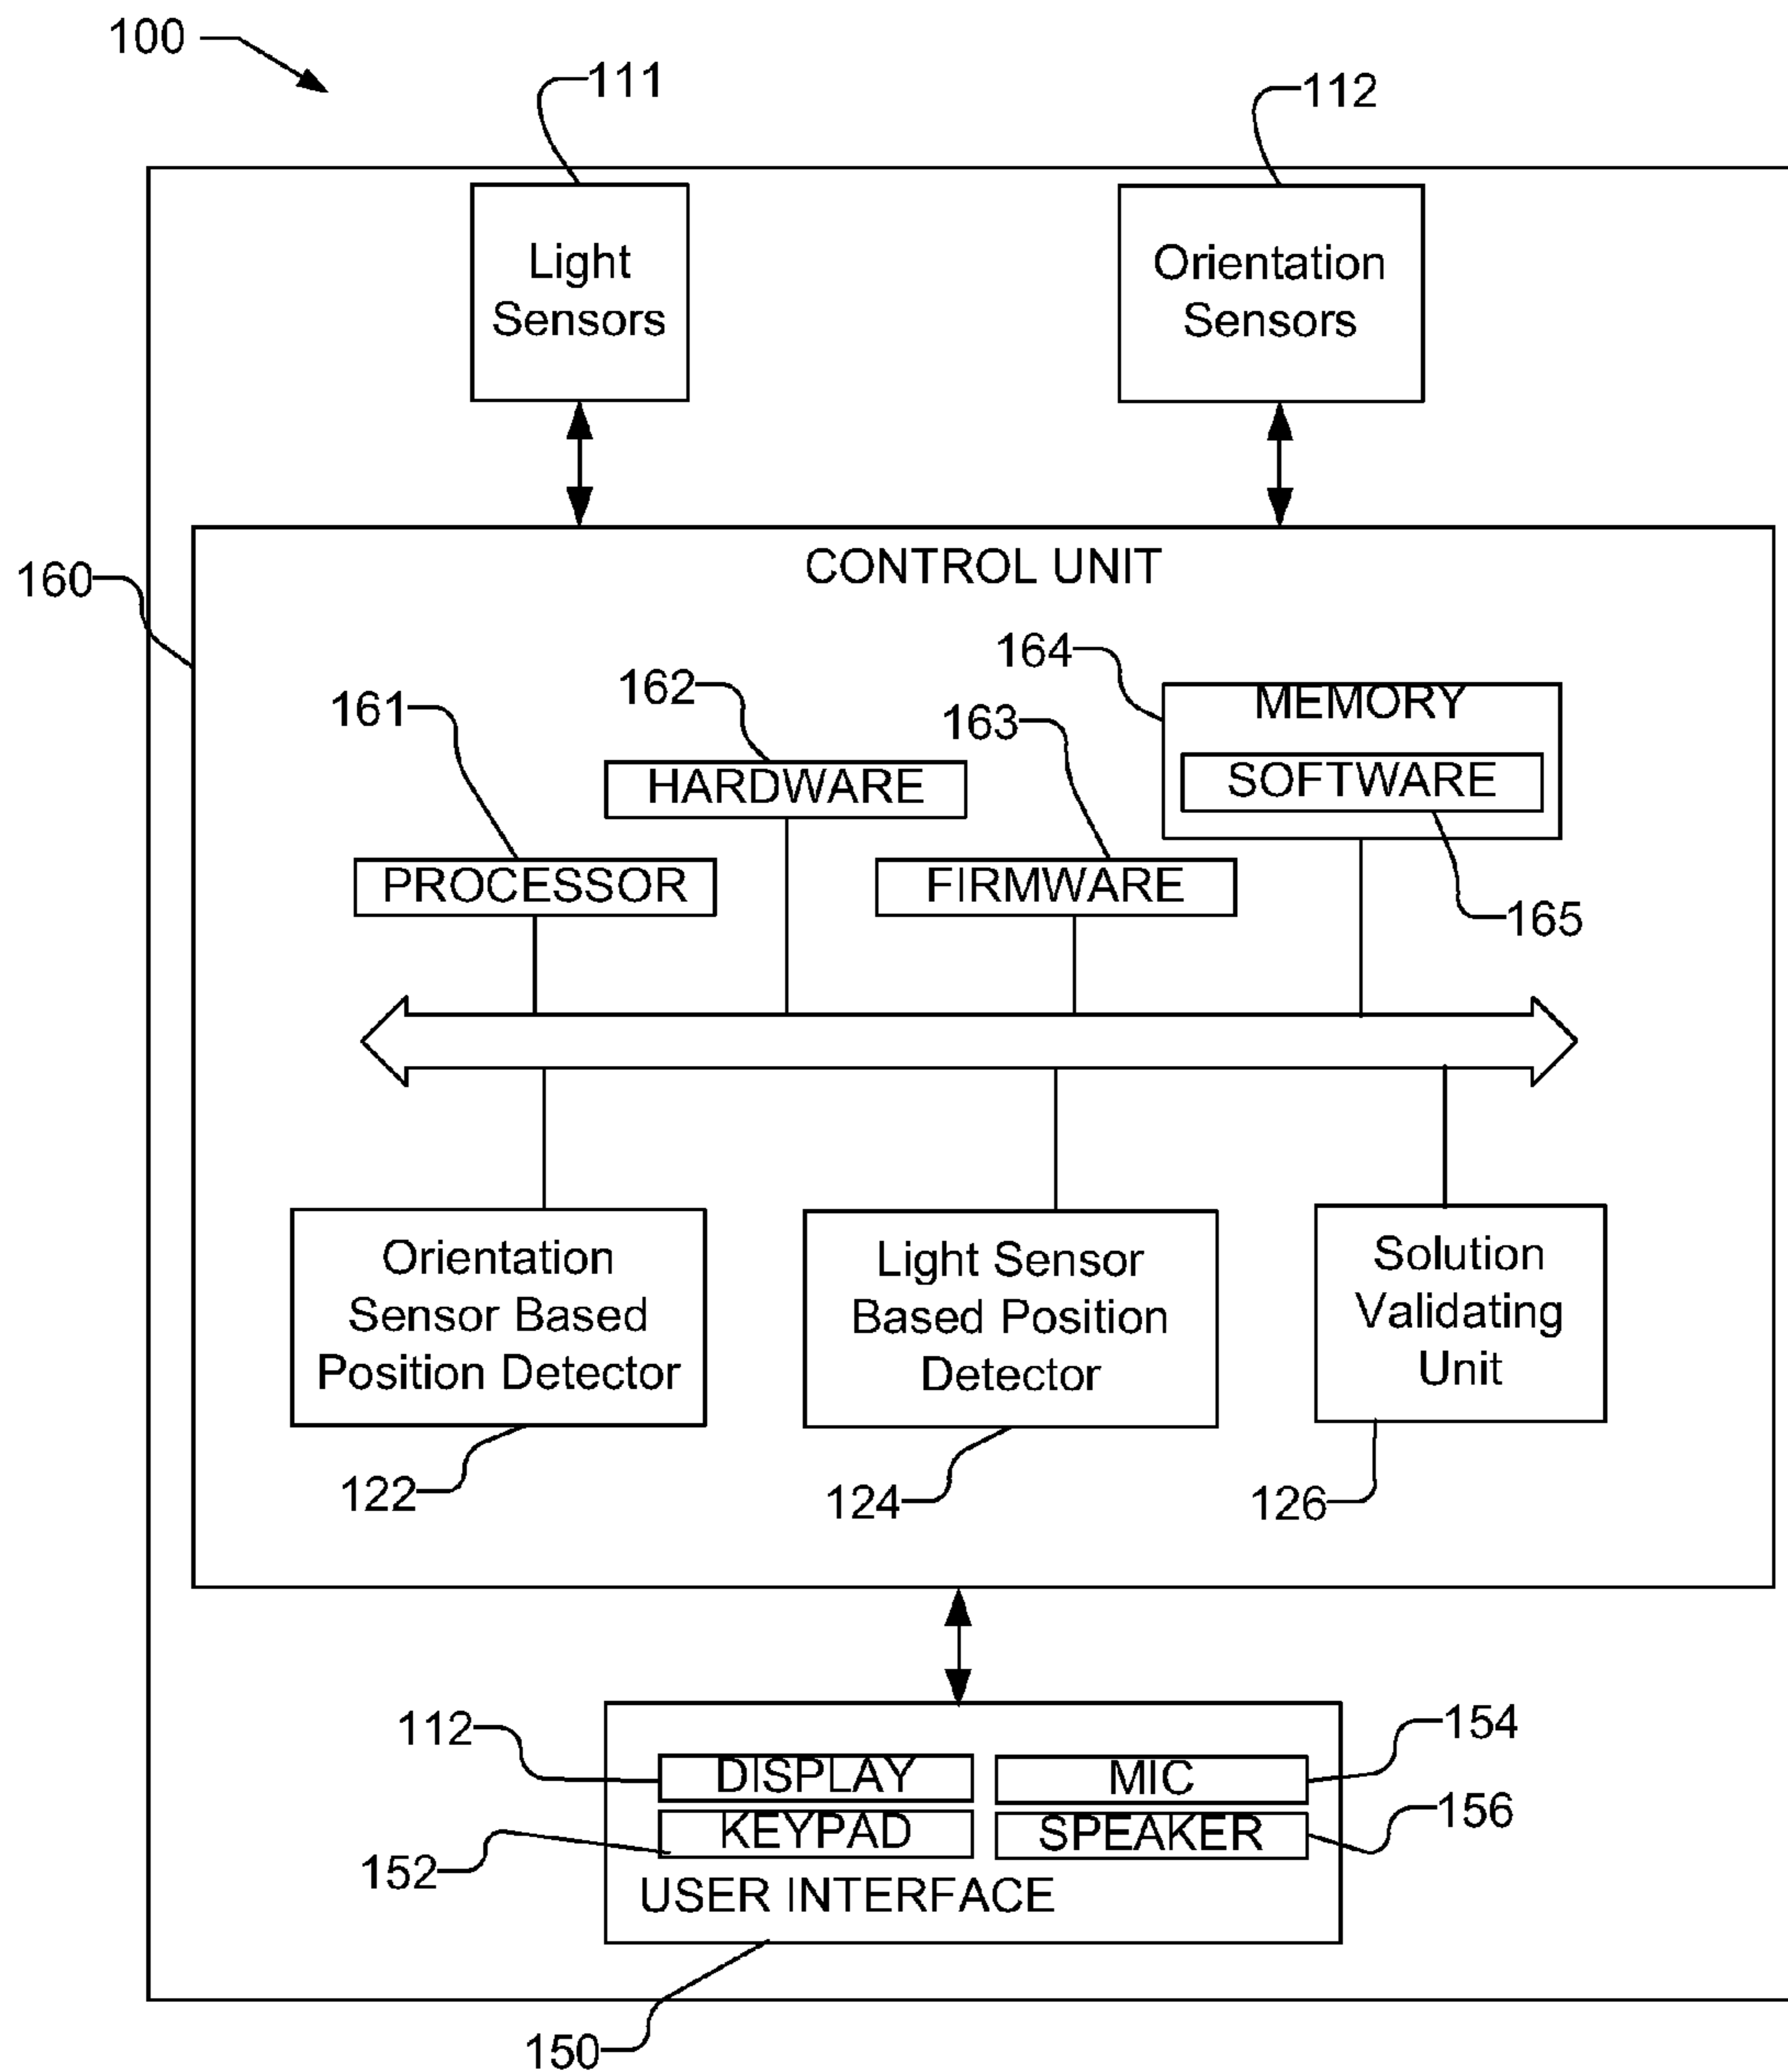 100
111
112
Light
Sensors
Orientation
Sensors
160
CONTROL UNIT
164
MEMORY
162
161
163
SOFTWARE
HARDWARE
PROCESSOR
FIRMWARE
165
Orientation
Sensor Based
Position Detector
Light Sensor
Based Position
Detector
Solution
Validating
Unit
122
124
126
112
DISPLAY
MIC
154
KEYPAD
SPEAKER
156
152
USER INTERFACE
150